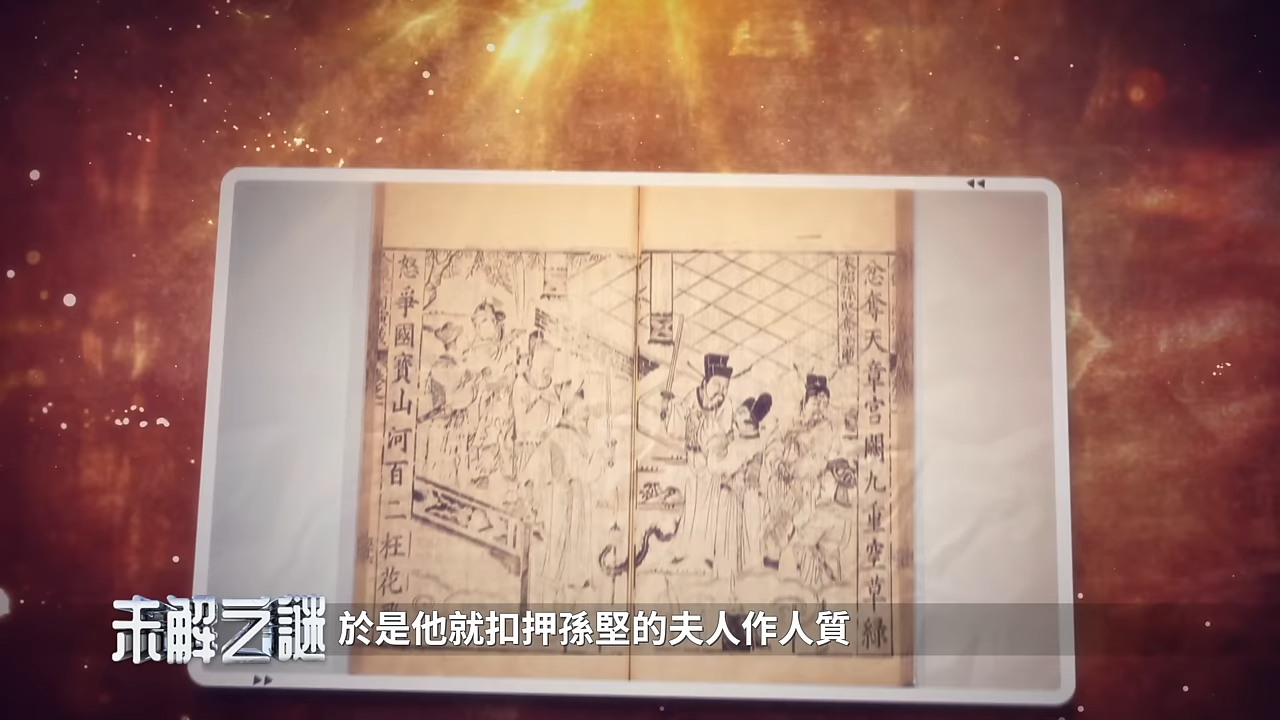 忿奪天章宮闕九重空草綠
怒爭國寶山河百二枉花
未解之謎
於是他就扣押孫堅的夫人作人質